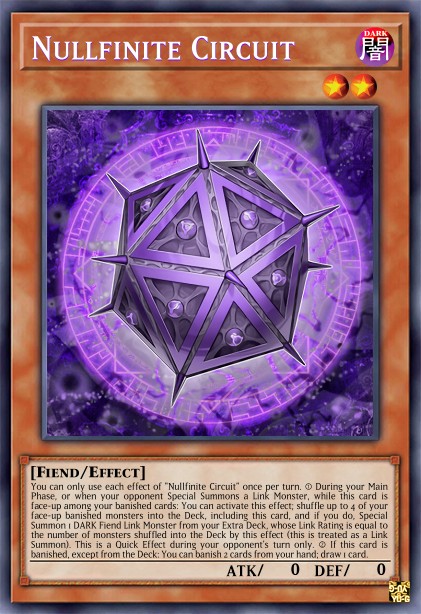 Nullfinite Circuit
DARK
闇
[Fiend/Effect]
You can only use each effect of "Nullfinite Circuit" once per turn. ① During your Main
Phase, or when your opponent Special Summons a Link Monster, while this card is
face-up among your banished cards: You can activate this effect; shuffle up to 4 of your
face-up banished monsters into the Deck, including this card, and if you do, Special
Summon 1 DARK Fiend Link Monster from your Extra Deck, whose Link Rating is equal to
the number of monsters shuffled into the Deck by this effect (this is treated as a Link
Summon). This is a Quick Effect during your opponent's turn only. ② If this card is
banished, except from the Deck: You can banish 2 cards from your hand; draw 1 card.
ATK/ 0 DEF/ 0